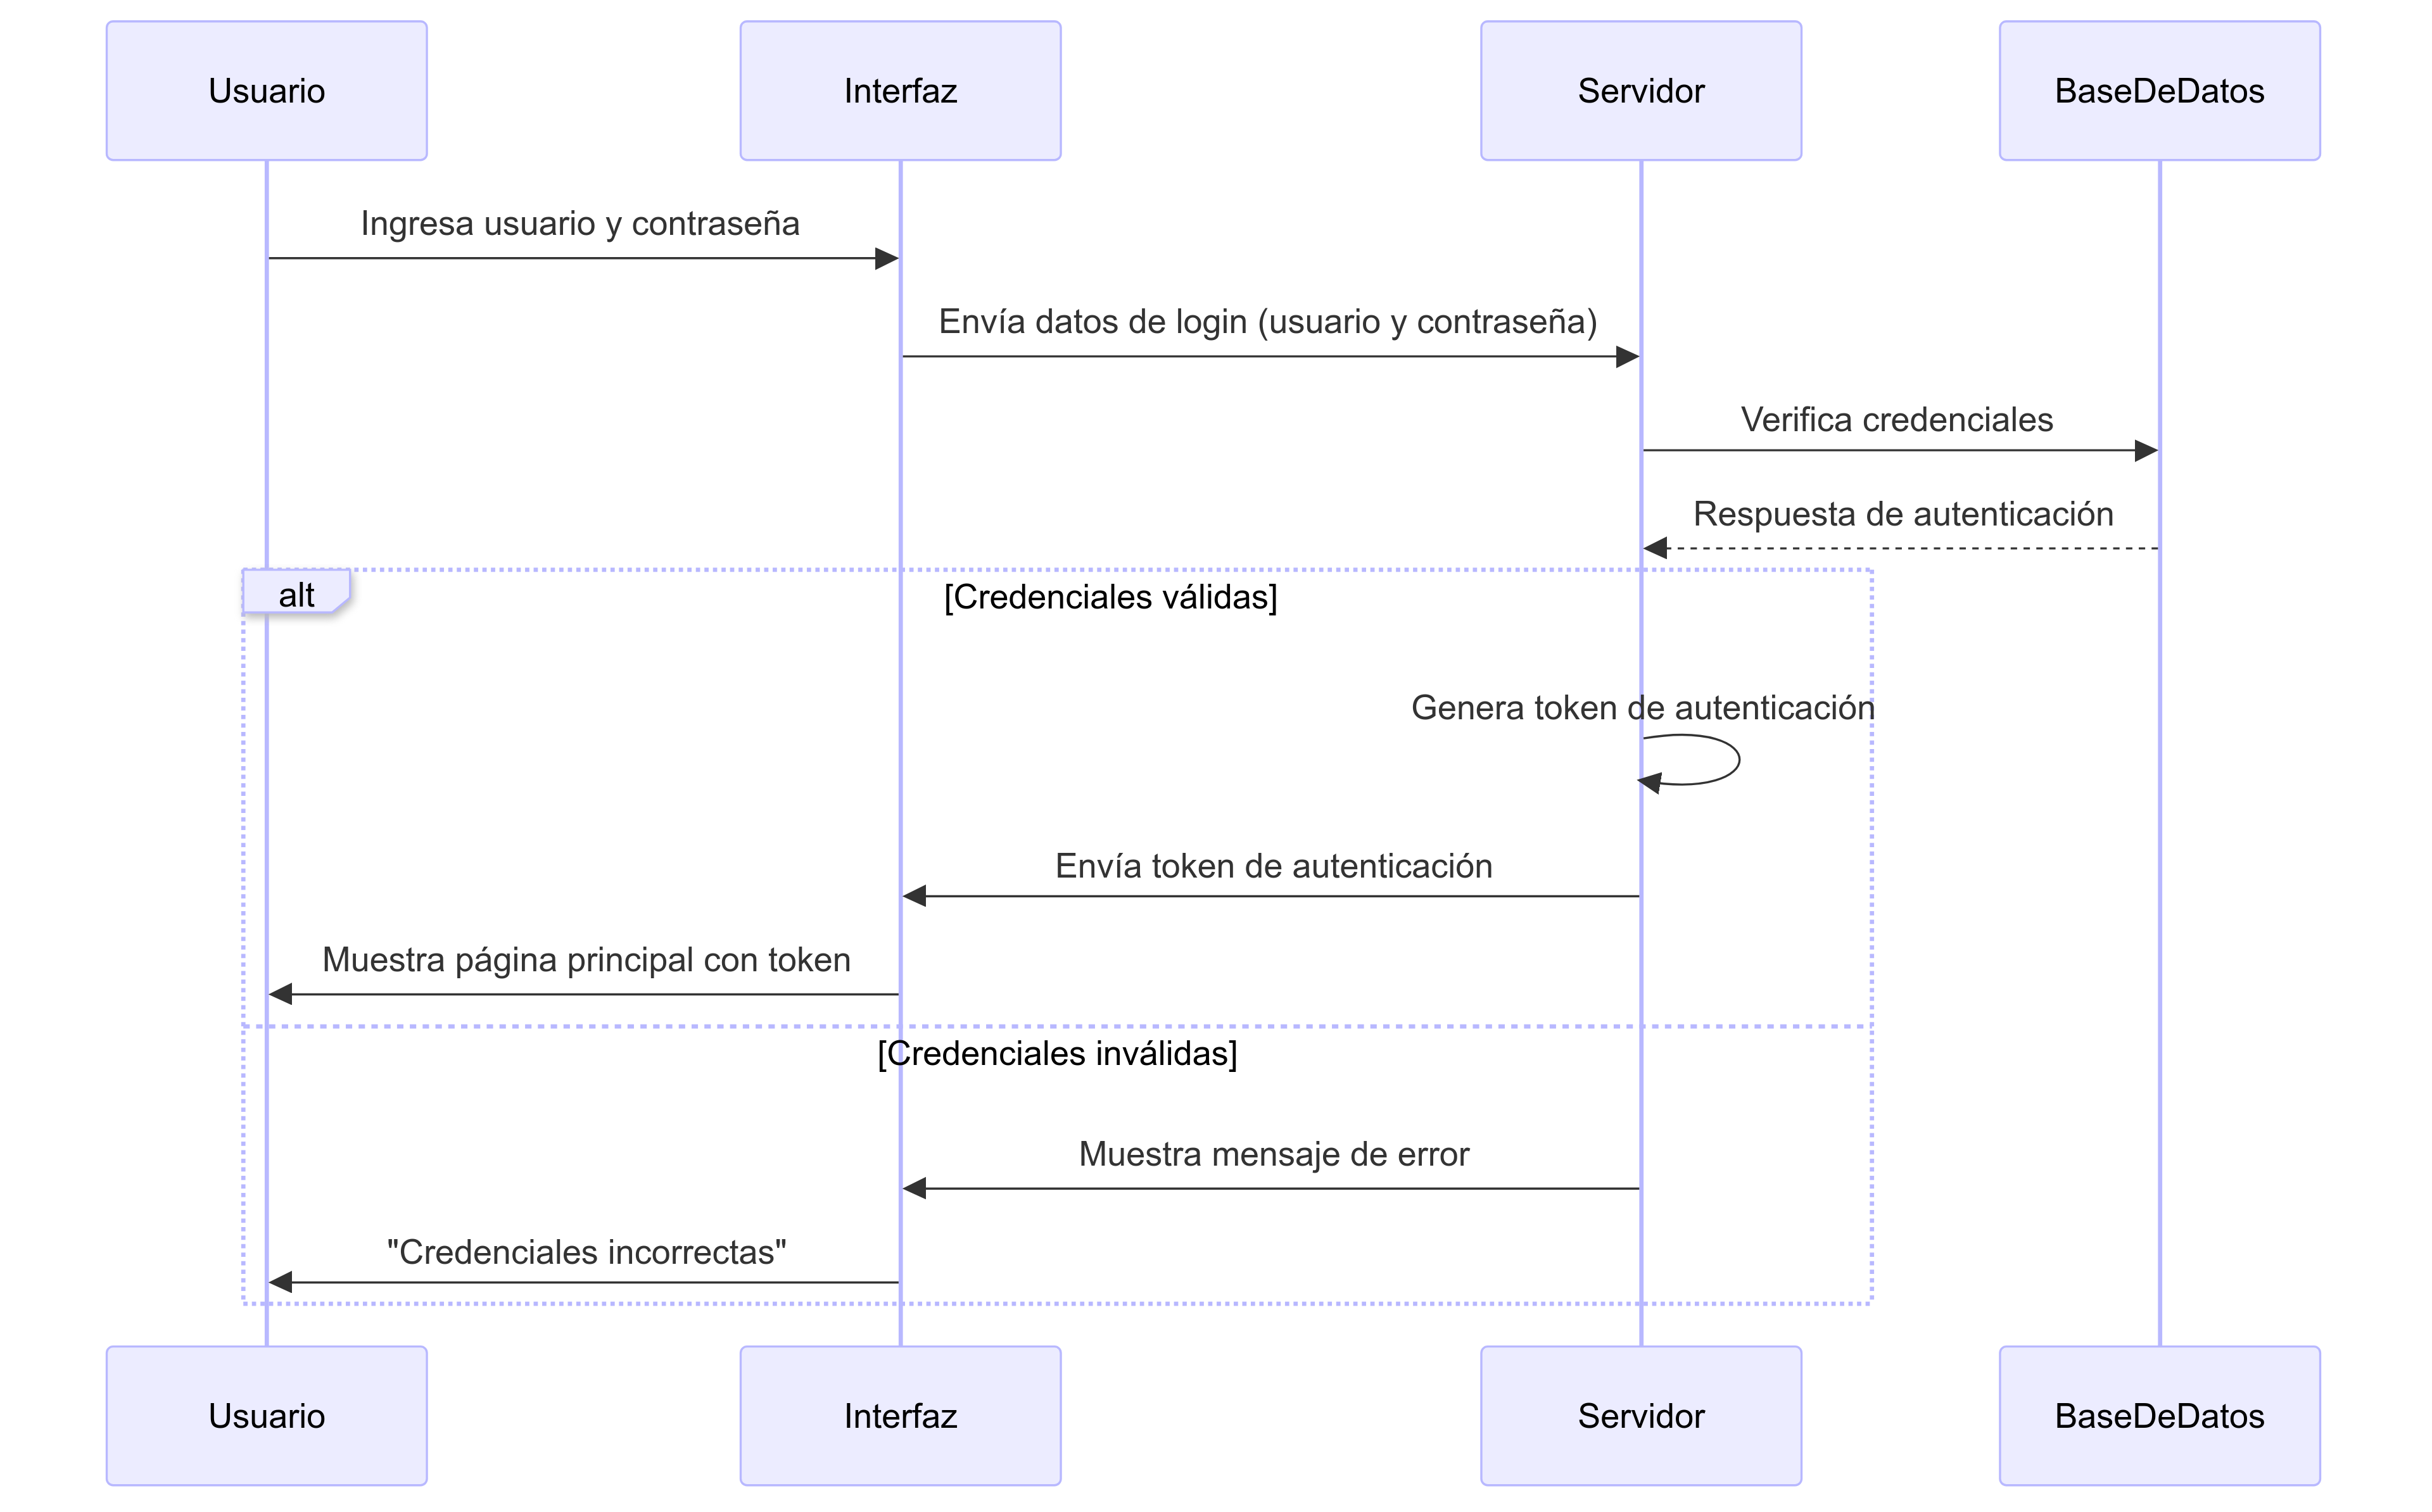 Usuario
Interfaz
Servidor
BaseDeDatos
Ingresa usuario y contraseña
Envía datos de login (usuario y contraseña)
Verifica credenciales
Respuesta de autenticación
alt
[Credenciales válidas]
Genera token de autenticación
Envía token de autenticación
Muestra página principal con token
[Credenciales inválidas]
Muestra mensaje de error
"Credenciales incorrectas"
Usuario
Interfaz
Servidor
BaseDeDatos